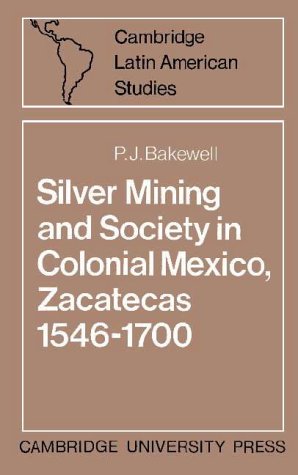 Cambridge
Latin American
Studies
P.J. Bakewell
Silver Mining
and Society in
Colonial Mexico,
Zacatecas
1546-1700
CAMBRIDGE UNIVERSITY PRESS